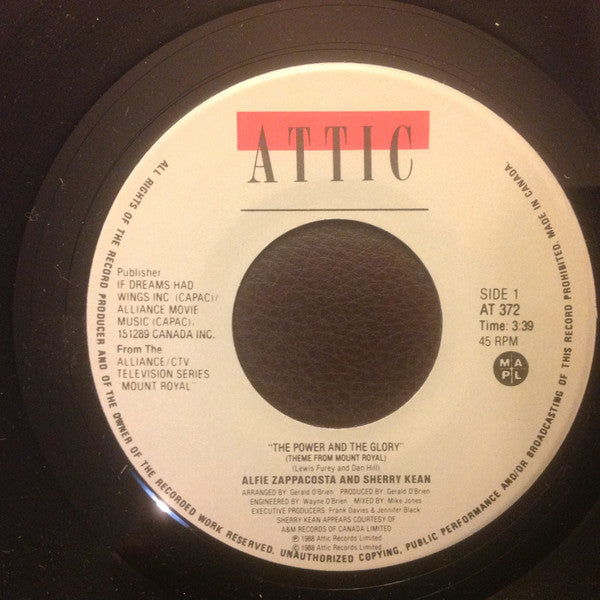 ATTIC
ALL RIGHTS OF THE RECORD PRODUCER AND OF THE OWNER OF THE RECORDED WORK RESERVED. UNAUTHORIZED COPYING, PUBLIC PERFORMANCE AND/OR BROADCASTING OF THIS RECORD PROHIBITED. MADE IN CANADA.
Publisher
IF DREAMS HAD
WINGS INC (CAPAC)/
ALLIANCE MOVIE
MUSIC (CAPAC)/
151289 CANADA INC.
From The
ALLIANCE/CTV
TELEVISION SERIES
"MOUNT ROYAL"
SIDE 1
AT 372
Time: 3:39
45 RPM
M A
P L
"THE POWER AND THE GLORY"
(THEME FROM MOUNT ROYAL)
(Lewis Furey and Dan Hill)
ALFIE ZAPPACOSTA AND SHERRY KEAN
ARRANGED BY: Gerald O'Brien PRODUCED BY: Gerald O'Brien
ENGINEERED BY: Wayne O'Brien MIXED BY: Mike Jones
EXECUTIVE PRODUCERS: Frank Davies & Jennifer Black
SHERRY KEAN APPEARS COURTESY OF
A&M RECORDS OF CANADA LIMITED
℗ 1988 Attic Records Limited
© 1988 Attic Records Limited